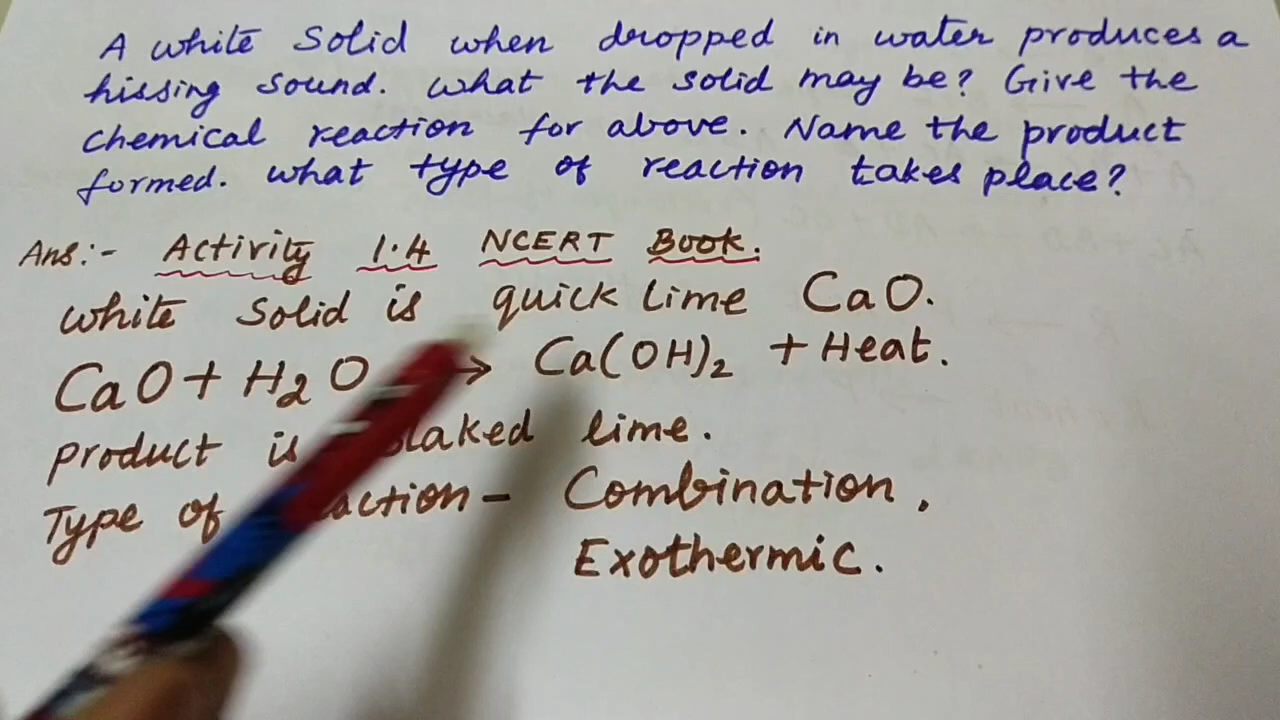 A white Solid when dropped in water produces a
hissing sound. what the solid may be? Give the
chemical reaction for above. Name the product
formed. what type of reaction takes place?
Ans:- Activity 1.4 NCERT Book.
white Solid is quick lime CaO.
CaO + H2O → Ca(OH)2 + Heat.
product is lime.
Type of - Combination,
Exothermic.